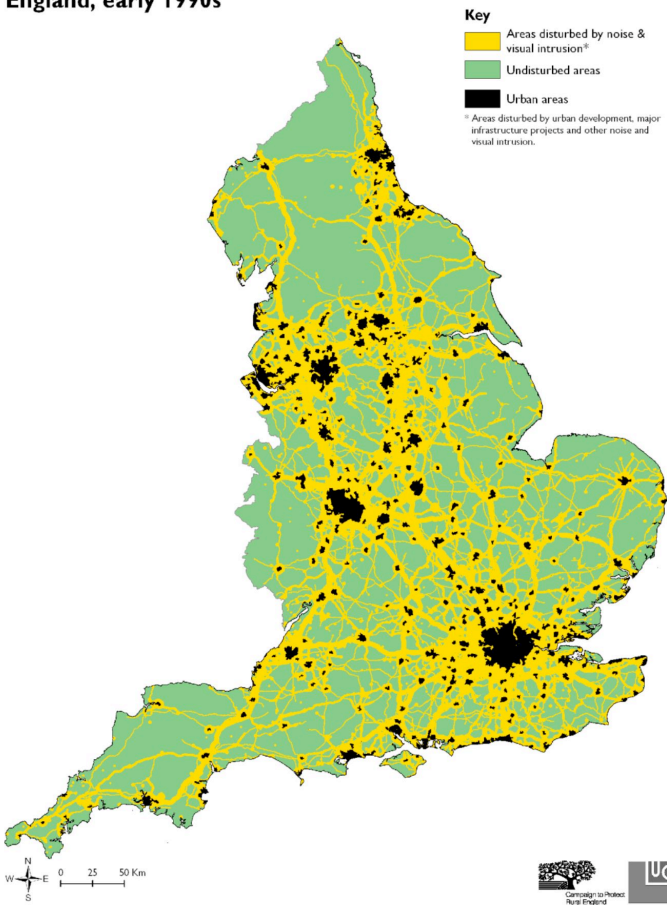 England, early 1990s
Key
Areas disturbed by noise &
visual intrusion*
Undisturbed areas
Urban areas
* Areas disturbed by urban development, major
infrastructure projects and other noise and
visual intrusion.
N
W E
S
0 25 50 Km
Campaign to Protect
Rural England